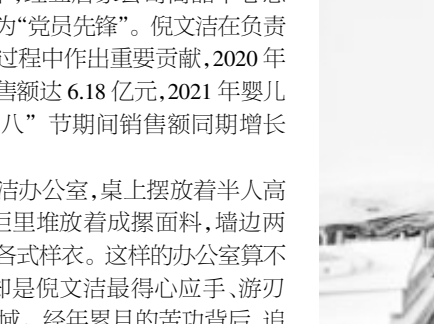 为“党员先锋”。倪文洁在负责
过程中作出重要贡献,2020 年
售额达 6.18 亿元,2021 年婴儿
八”节期间销售额同期增长
洁办公室,桌上摆放着半人高
柜里堆放着成摞面料,墙边两
各式样衣。这样的办公室算不
却是倪文洁最得心应手、游刃
域。经年累月的苦功背后,追